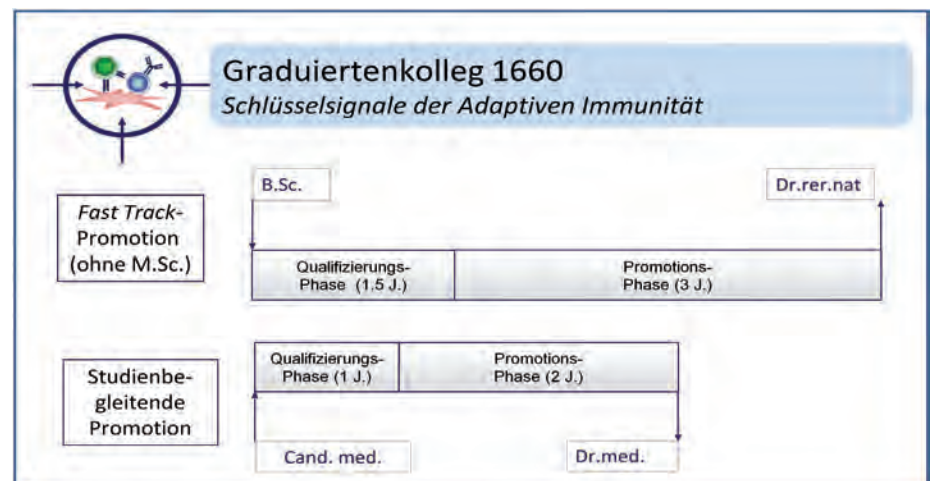 Graduiertenkolleg 1660
Schlüsselsignale der Adaptiven Immunität
B.Sc.
Dr.rer.nat
Fast Track-
Promotion
(ohne M.Sc.)
Qualifizierungs-
Phase (1.5 J.)
Promotions-
Phase (3 J.)
Qualifizierungs-
Phase (1 J.)
Promotions-
Phase (2 J.)
Studienbe-
gleitende
Promotion
Cand. med.
Dr.med.